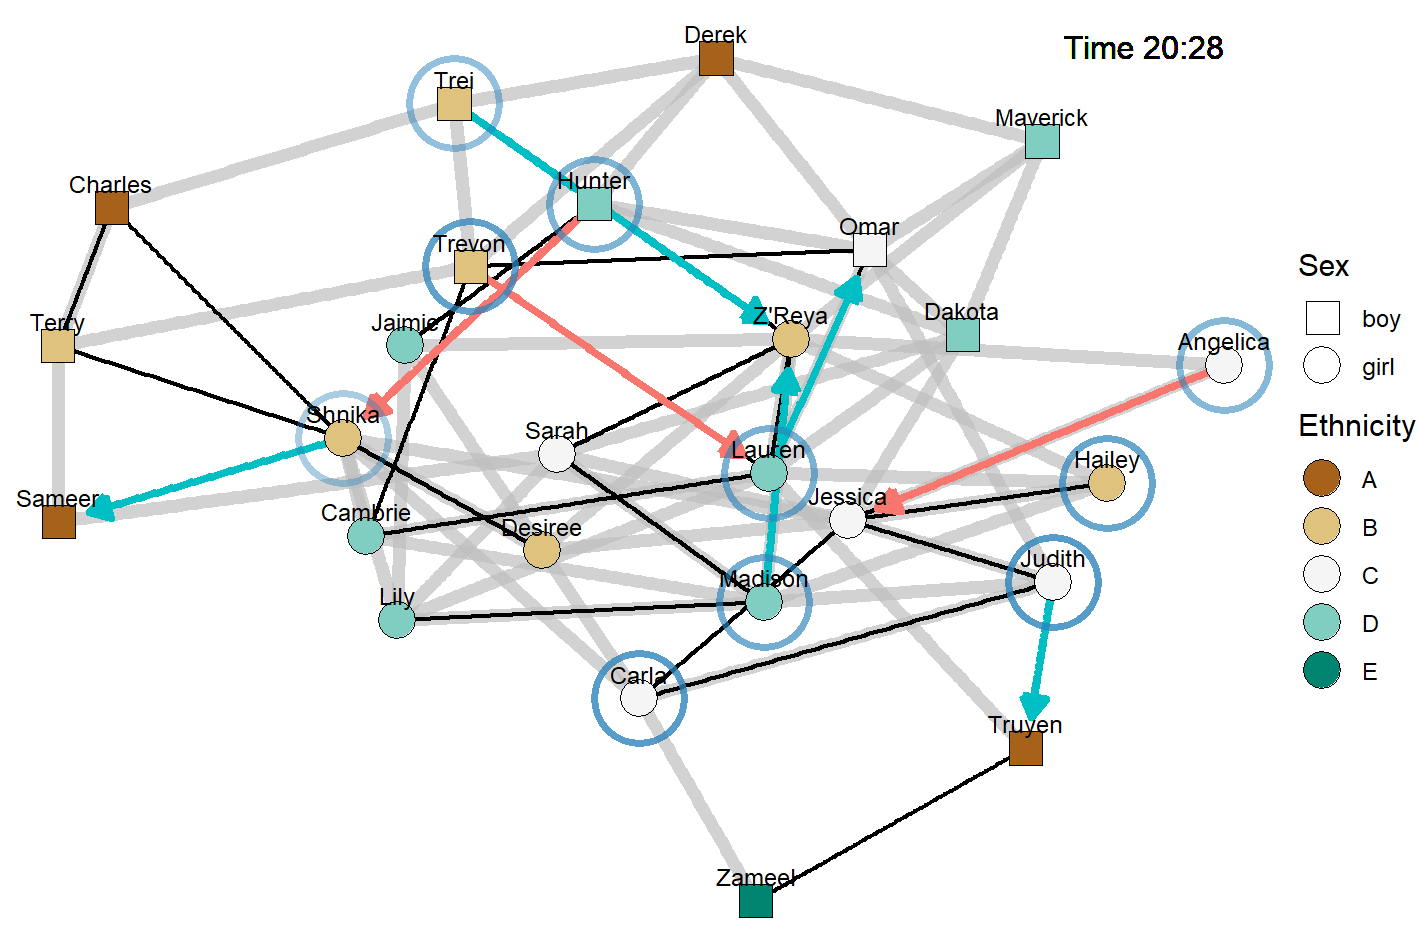 Derek
Time 20:28
Trei
Maverick
Hunter
Charles
Omar
Trevon
Sex
Z'Reya
Dakota
boy
Terry
Jaimie
Angelica
girl
Shnika
Ethnicity
Sarah
Lauren
Hailey
A
Sameer
Jessica
Cambrie
Desiree
B
Judith
Madison
C
Lily
D
Carla
E
Truyen
Zameel